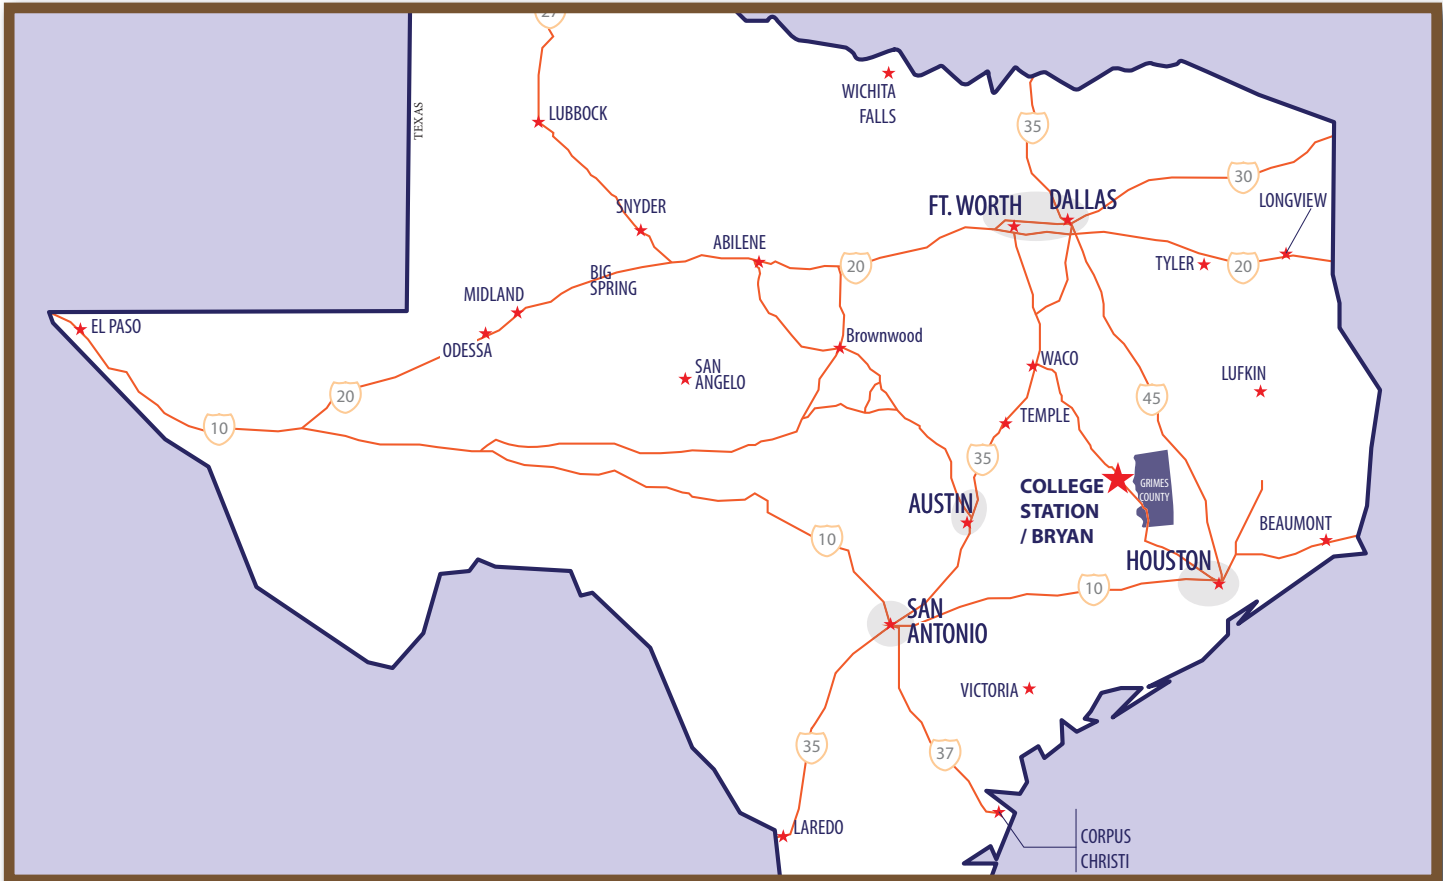 27
WICHITA
FALLS
LUBBOCK
TEXAS
35
30
SNYDER
FT. WORTH
DALLAS
LONGVIEW
ABILENE
20
TYLER
20
BIG
SPRING
MIDLAND
EL PASO
ODESSA
Brownwood
SAN
ANGELO
WACO
LUFKIN
20
45
10
TEMPLE
35
COLLEGE
STATION
/ BRYAN
GRIMES
COUNTY
AUSTIN
BEAUMONT
10
HOUSTON
10
SAN
ANTONIO
VICTORIA
35
37
LAREDO
CORPUS
CHRISTI